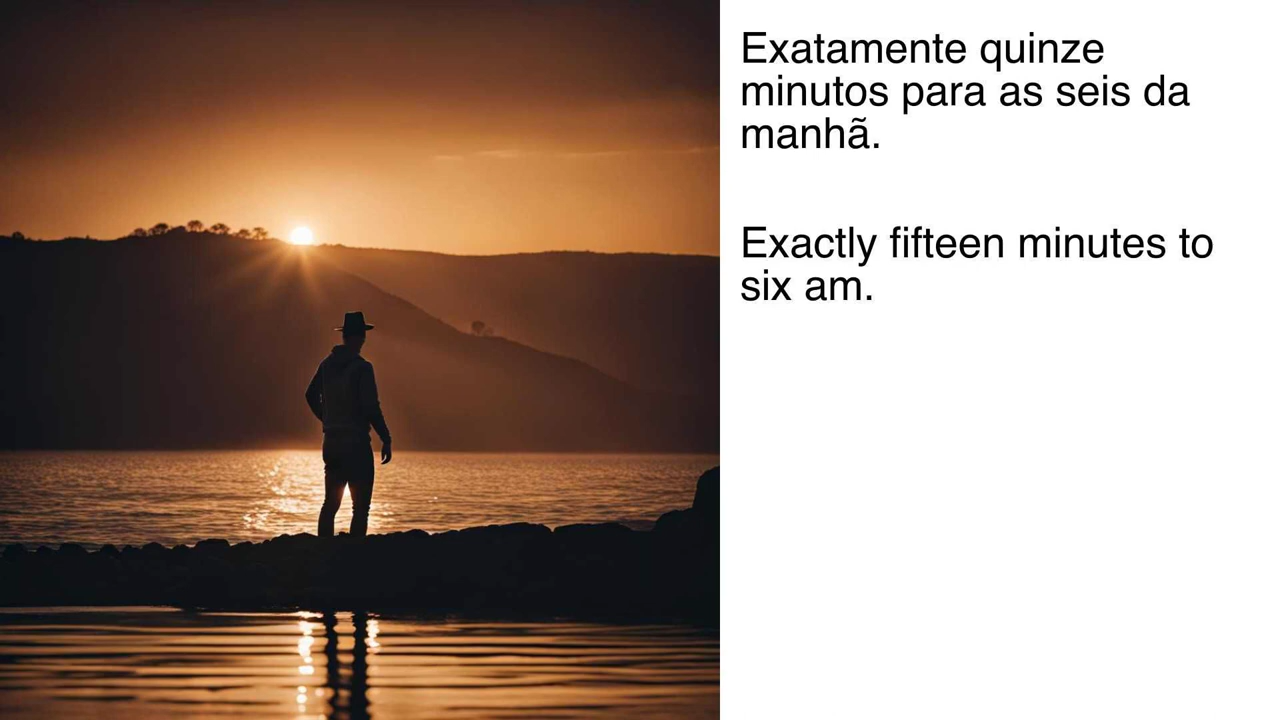 Exatamente quinze
minutos para as seis da
manhã.
Exactly fifteen minutes to
six am.